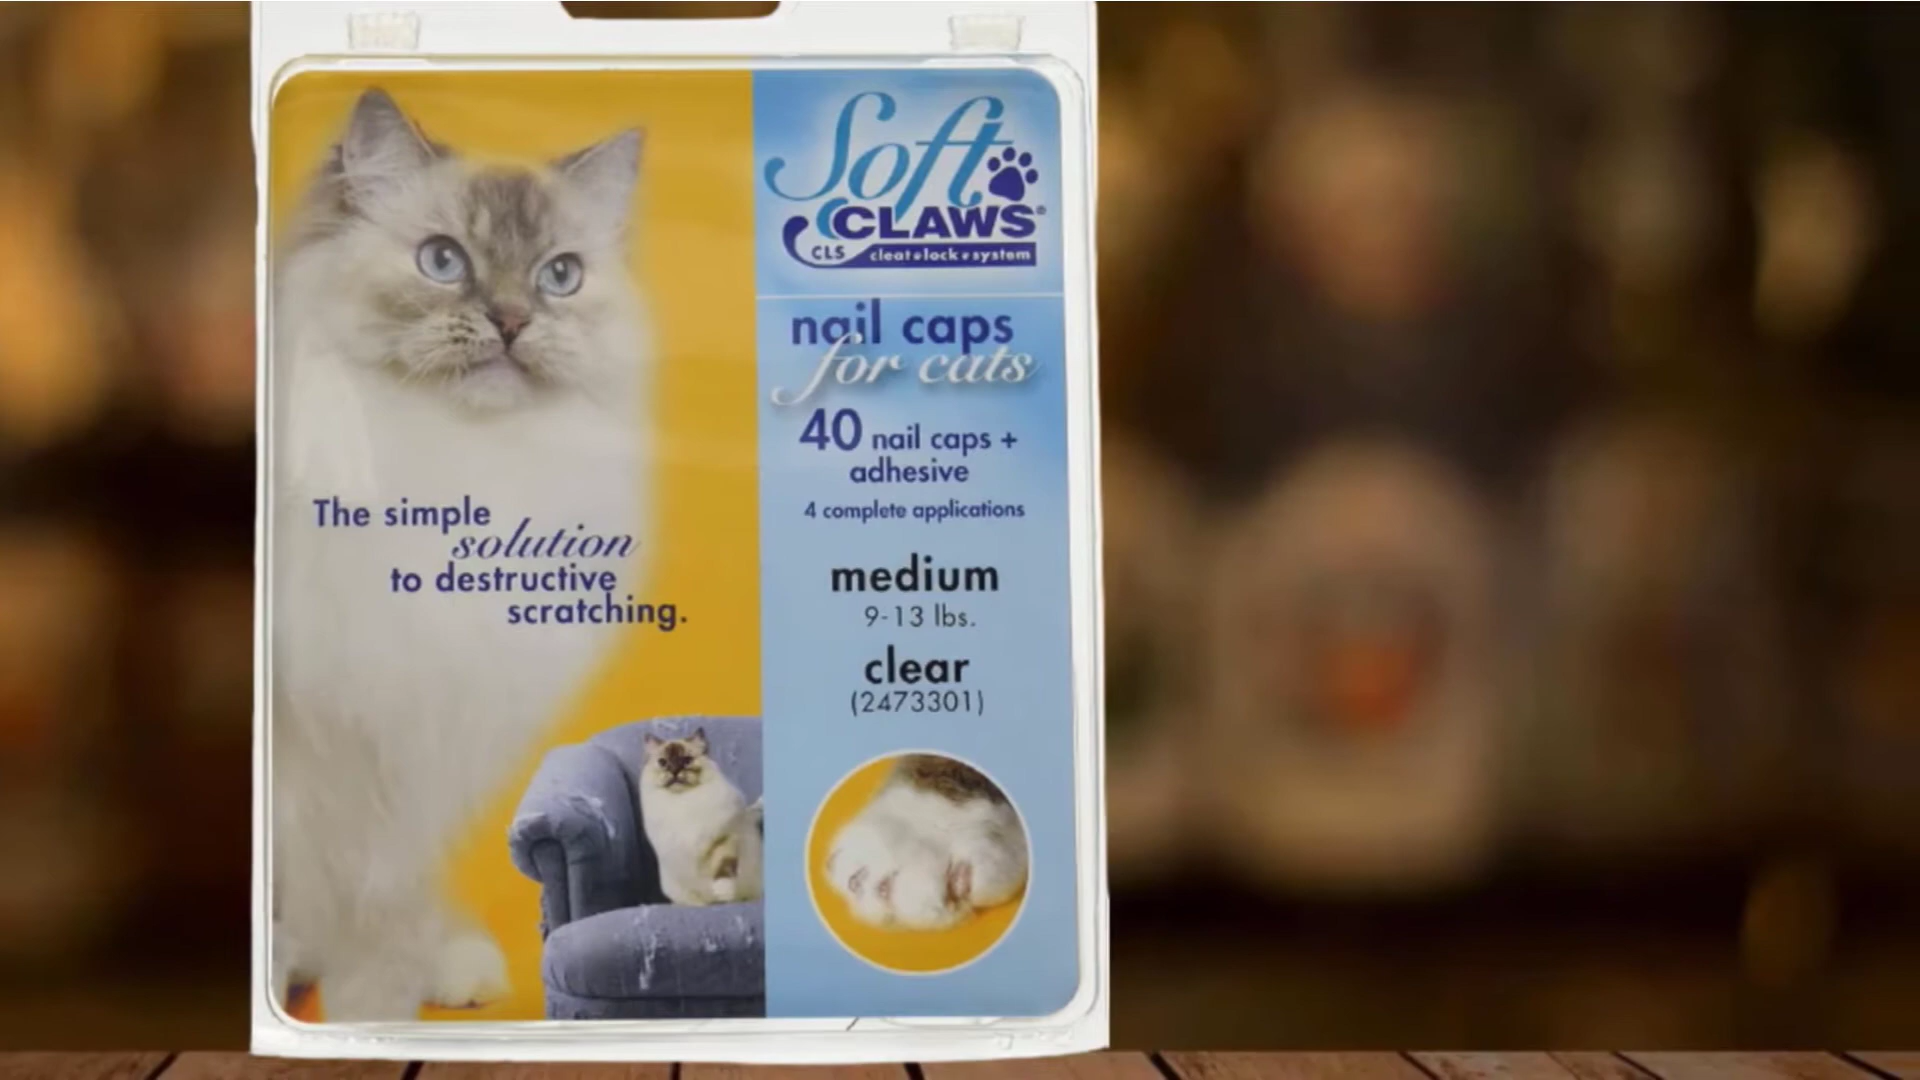 Soft
CLAWS®
CLS cleat•lock•system
nail caps
for cats
40 nail caps +
adhesive
4 complete applications
medium
9-13 lbs.
clear
(2473301)
The simple
solution
to destructive
scratching.